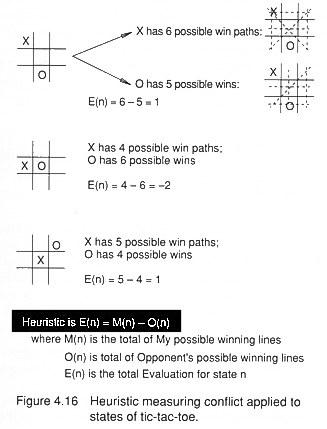 X has 6 possible win paths:
X
O
O
X
O has 5 possible wins:
E(n) = 6 – 5 = 1
X
O
O
X has 4 possible win paths;
O has 6 possible wins
X O
E(n) = 4 – 6 = –2
O
X has 5 possible win paths;
O has 4 possible wins
X
E(n) = 5 – 4 = 1
Heuristic is E(n) = M(n) – O(n)
where M(n) is the total of My possible winning lines
O(n) is total of Opponent's possible winning lines
E(n) is the total Evaluation for state n
Figure 4.16 Heuristic measuring conflict applied to
states of tic-tac-toe.